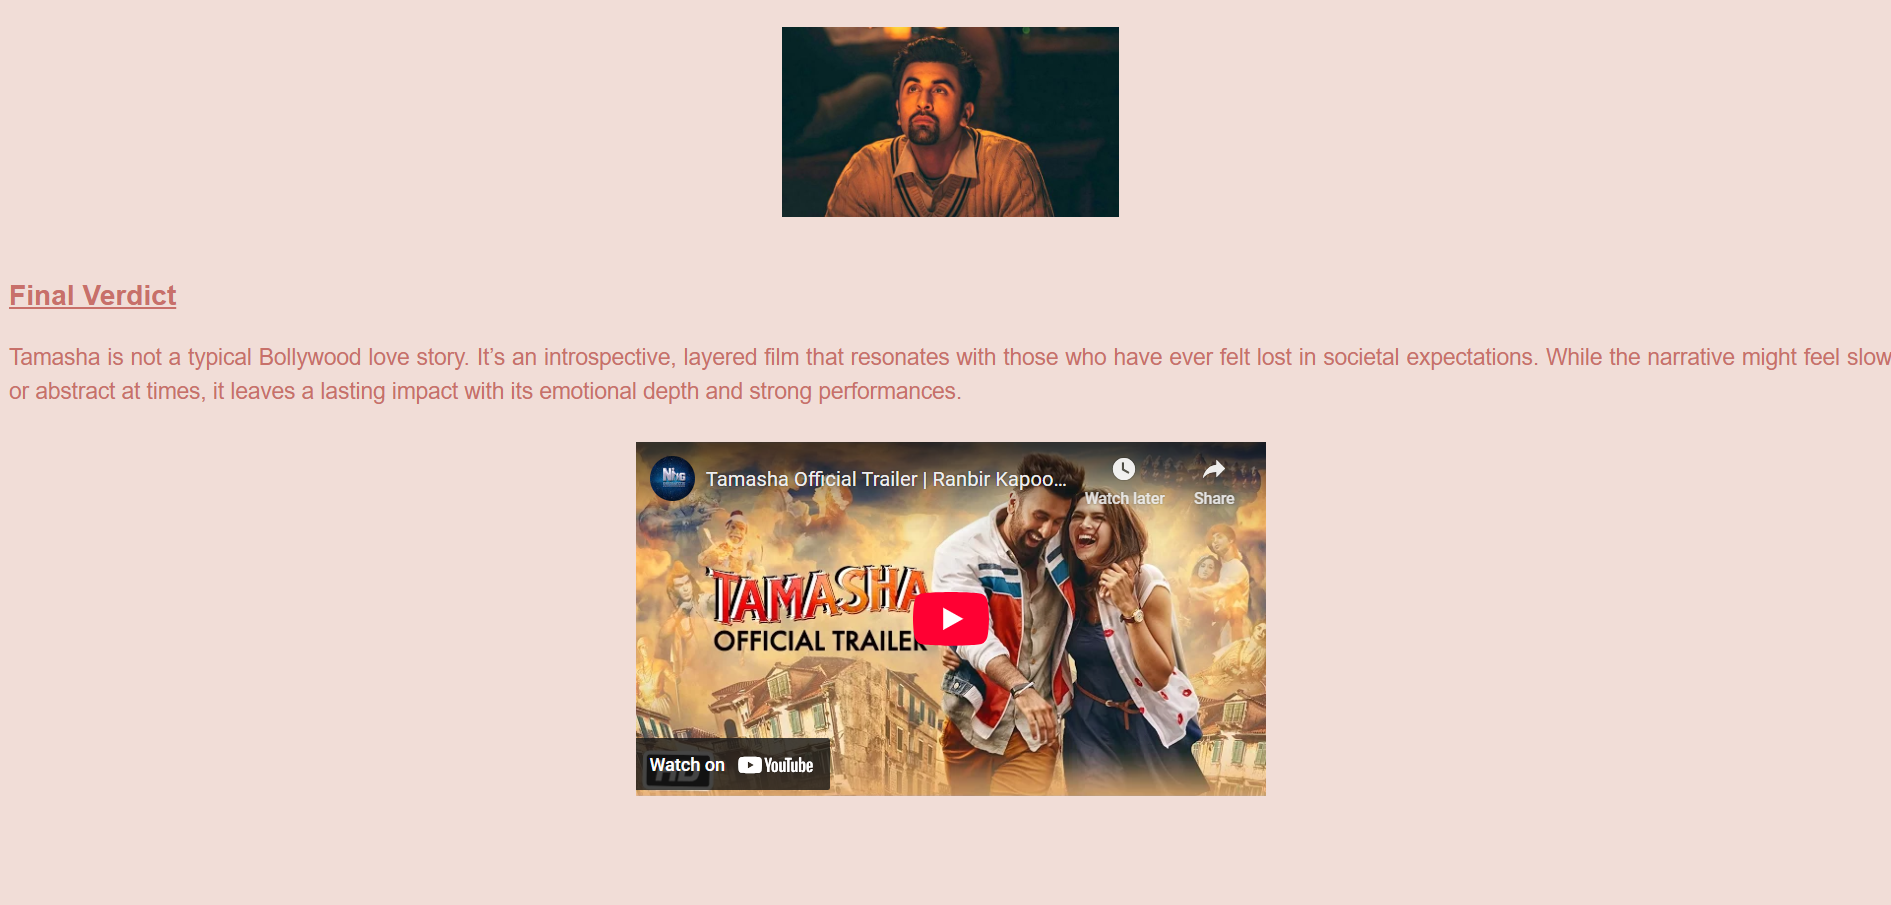 Final Verdict
Tamasha is not a typical Bollywood love story. It’s an introspective, layered film that resonates with those who have ever felt lost in societal expectations. While the narrative might feel slow
or abstract at times, it leaves a lasting impact with its emotional depth and strong performances.
Tamasha Official Trailer | Ranbir Kapoo…
Watch later
Share
TAMASHA
OFFICIAL TRAILER
Watch on YouTube
HD